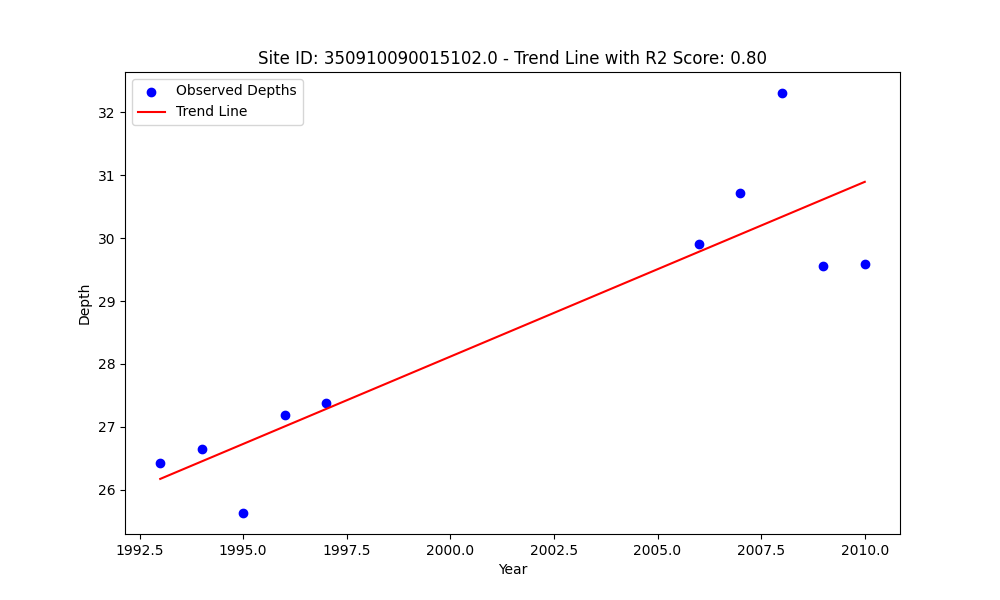 Site ID: 350910090015102.0 - Trend Line with R2 Score: 0.80
Observed Depths
Trend Line
32
31
30
29
28
27
26
Depth
1992.5 1995.0 1997.5 2000.0 2002.5 2005.0 2007.5 2010.0
Year